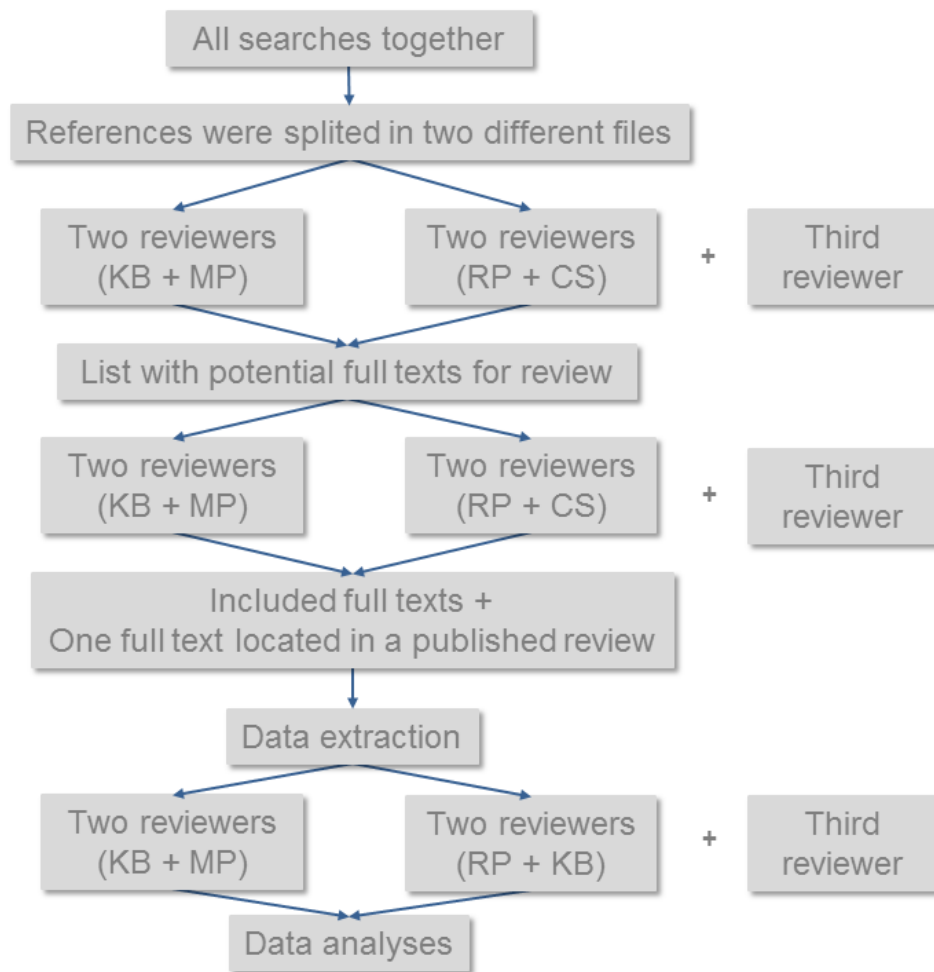 All searches together
References were splited in two different files
Two reviewers
(KB + MP)
Two reviewers
(RP + CS)
+
Third
reviewer
List with potential full texts for review
Two reviewers
(KB + MP)
Two reviewers
(RP + CS)
+
Third
reviewer
Included full texts +
One full text located in a published review
Data extraction
Two reviewers
(KB + MP)
Two reviewers
(RP + KB)
+
Third
reviewer
Data analyses